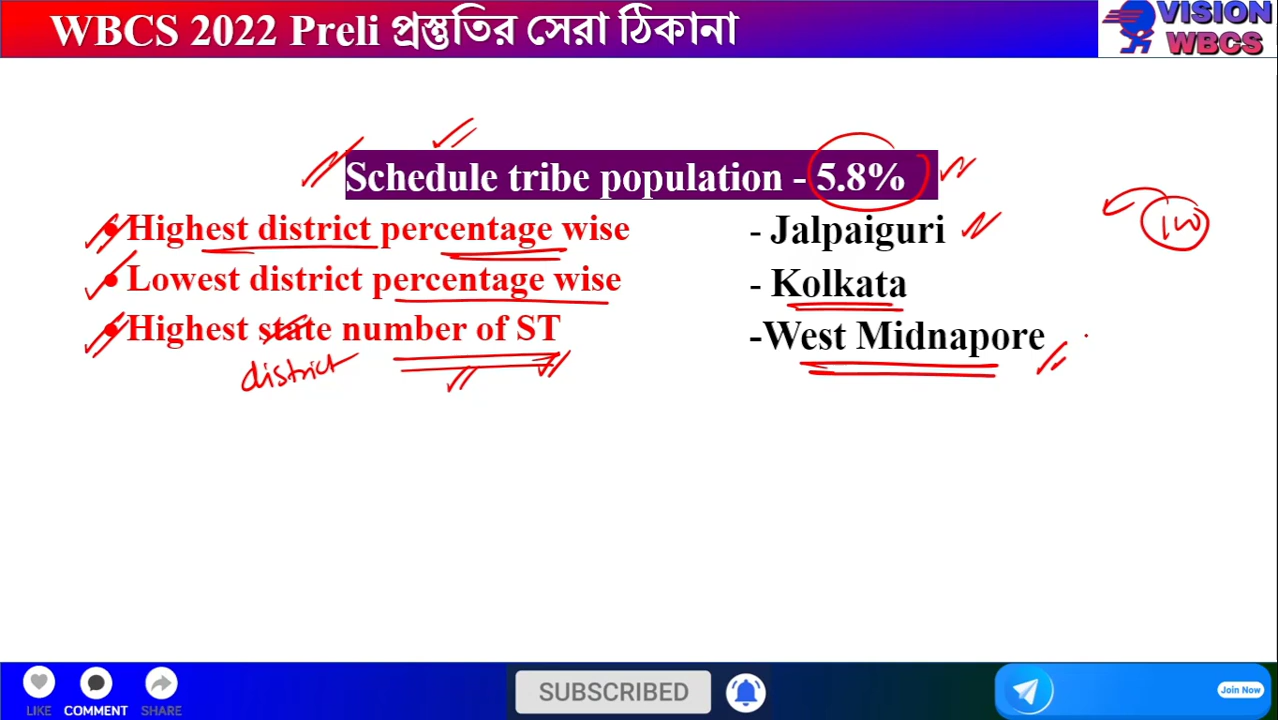 WBCS 2022 Preli প্রস্তুতির সেরা ঠিকানা
VISION
WBCS
Schedule tribe population - 5.8%
• Highest district percentage wise - Jalpaiguri
100
• Lowest district percentage wise - Kolkata
• Highest state number of ST -West Midnapore
district
LIKE COMMENT SHARE
SUBSCRIBED
Join Now